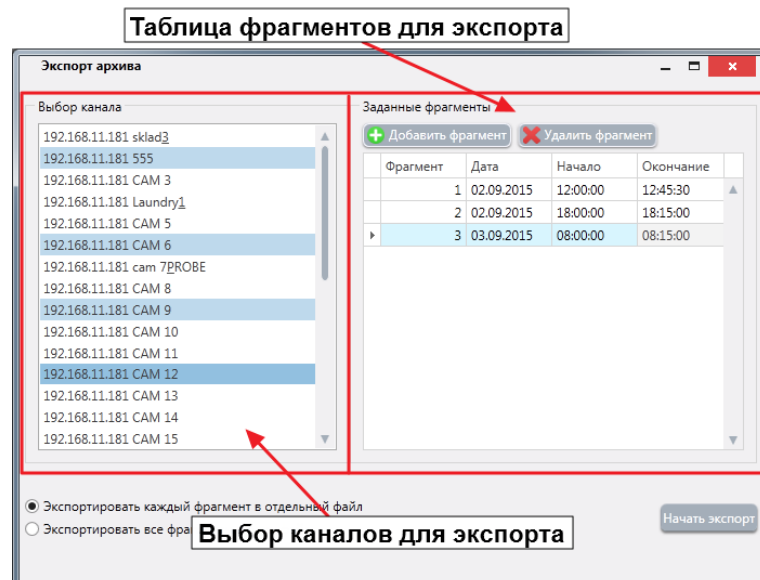 Таблица фрагментов для экспорта
Экспорт архива
Выбор канала
192.168.11.181 sklad3
192.168.11.181 555
192.168.11.181 CAM 3
192.168.11.181 Laundry1
192.168.11.181 CAM 5
192.168.11.181 CAM 6
192.168.11.181 cam 7PROBE
192.168.11.181 CAM 8
192.168.11.181 CAM 9
192.168.11.181 CAM 10
192.168.11.181 CAM 11
192.168.11.181 CAM 12
192.168.11.181 CAM 13
192.168.11.181 CAM 14
192.168.11.181 CAM 15
Заданные фрагменты
Добавить фрагмент Удалить фрагмент
Фрагмент Дата Начало Окончание
1 02.09.2015 12:00:00 12:45:30
2 02.09.2015 18:00:00 18:15:00
3 03.09.2015 08:00:00 08:15:00
Экспортировать каждый фрагмент в отдельный файл
Экспортировать все
Выбор каналов для экспорта
Начать экспорт